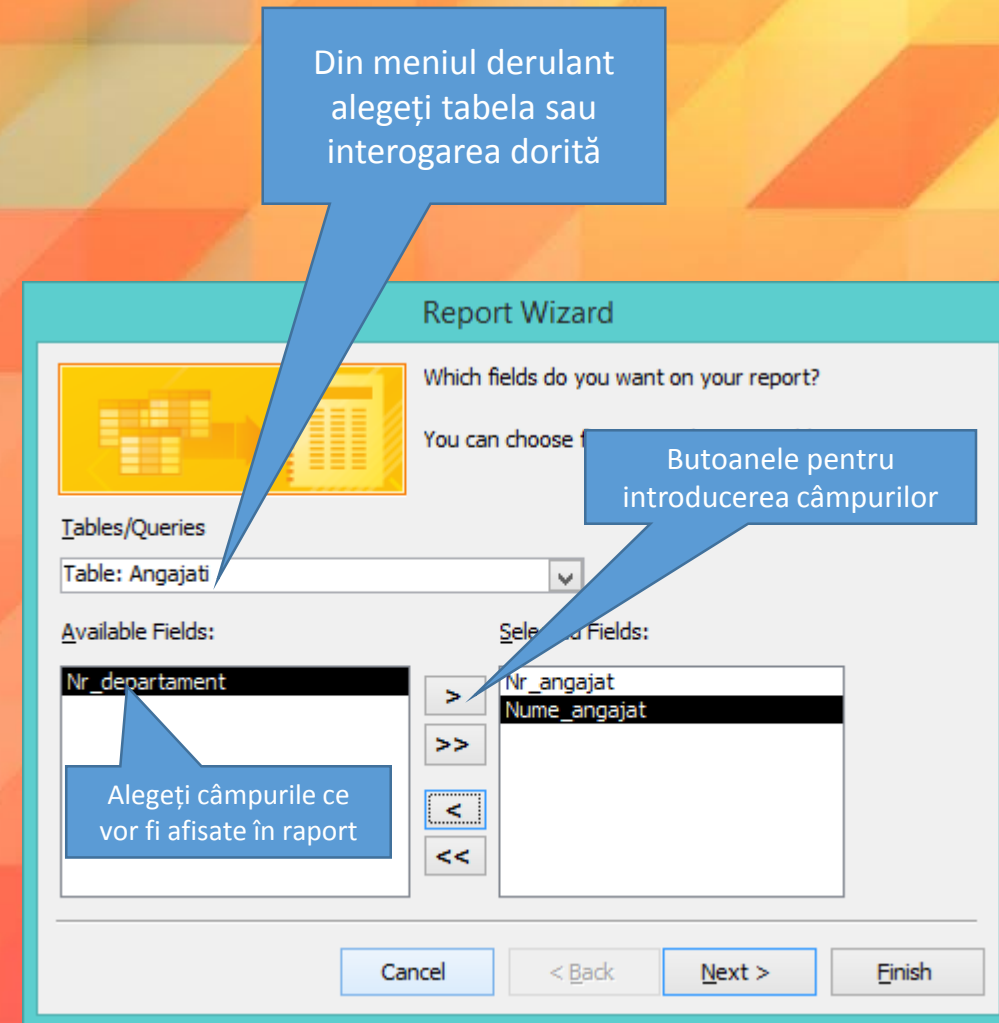 Din meniul derulant
alegeți tabela sau
interogarea dorită
Report Wizard
Which fields do you want on your report?
You can choose
Butoanele pentru
introducerea câmpurilor
Tables/Queries
Table: Angajati
Available Fields:
Selected Fields:
Nr_departament
Nr_angajat
Nume_angajat
>
>>
<
<<
Alegeți câmpurile ce
vor fi afisate în raport
Cancel
< Back
Next >
Finish